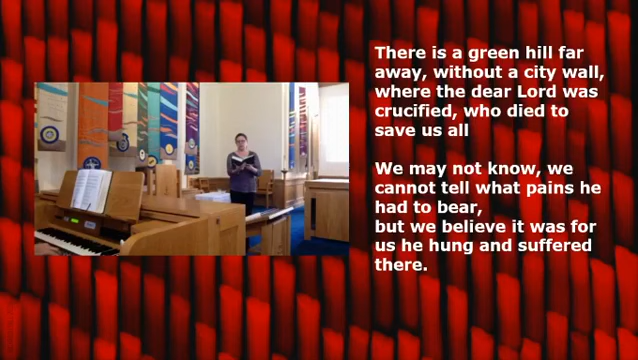 There is a green hill far
away, without a city wall,
where the dear Lord was
crucified, who died to
save us all
We may not know, we
cannot tell what pains he
had to bear,
but we believe it was for
us he hung and suffered
there.